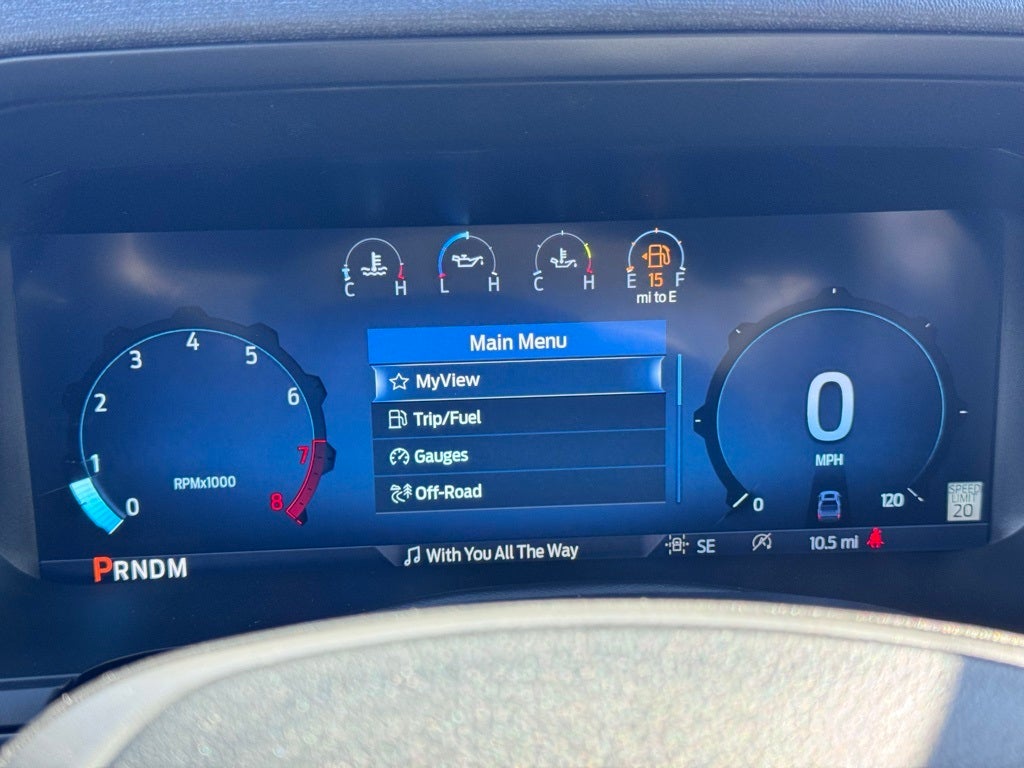 C H
L H
C H
E 15 F
mi to E
Main Menu
MyView
Trip/Fuel
Gauges
Off-Road
0
1
2
3
4
5
6
7
8
RPMx1000
0
MPH
0
120
SPEED
LIMIT
20
PRNDM
With You All The Way
SE
10.5 mi